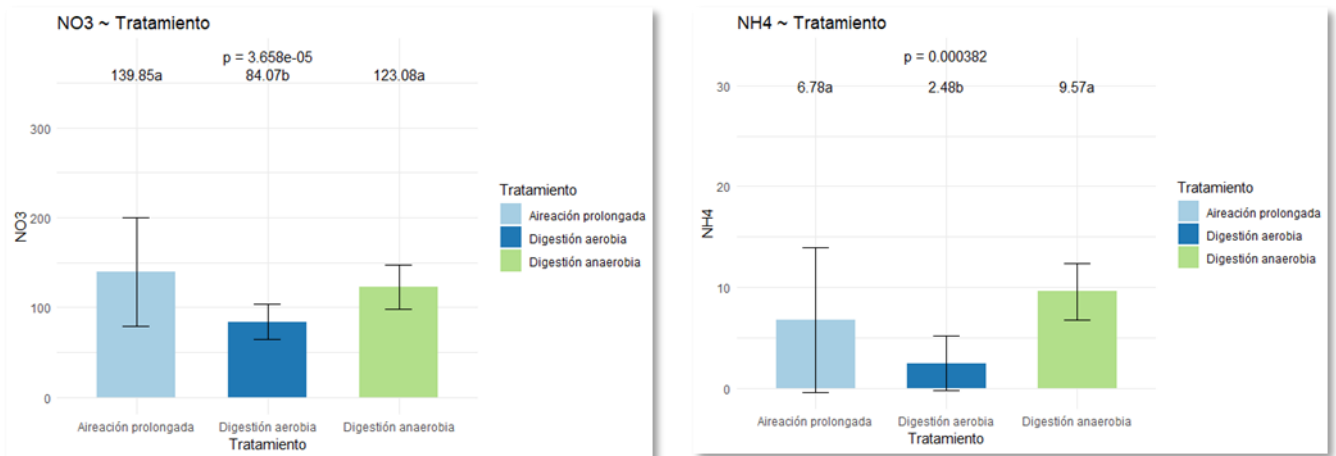 NO3 ~ Tratamiento
p = 3.658e-05
139.85a 84.07b 123.08a
300
200
100
0
NO3
Aireación prolongada Digestión aerobia Digestión anaerobia
Tratamiento
Tratamiento
Aireación prolongada
Digestión aerobia
Digestión anaerobia
NH4 ~ Tratamiento
p = 0.000382
6.78a 2.48b 9.57a
30
20
10
0
NH4
Aireación prolongada Digestión aerobia Digestión anaerobia
Tratamiento
Tratamiento
Aireación prolongada
Digestión aerobia
Digestión anaerobia